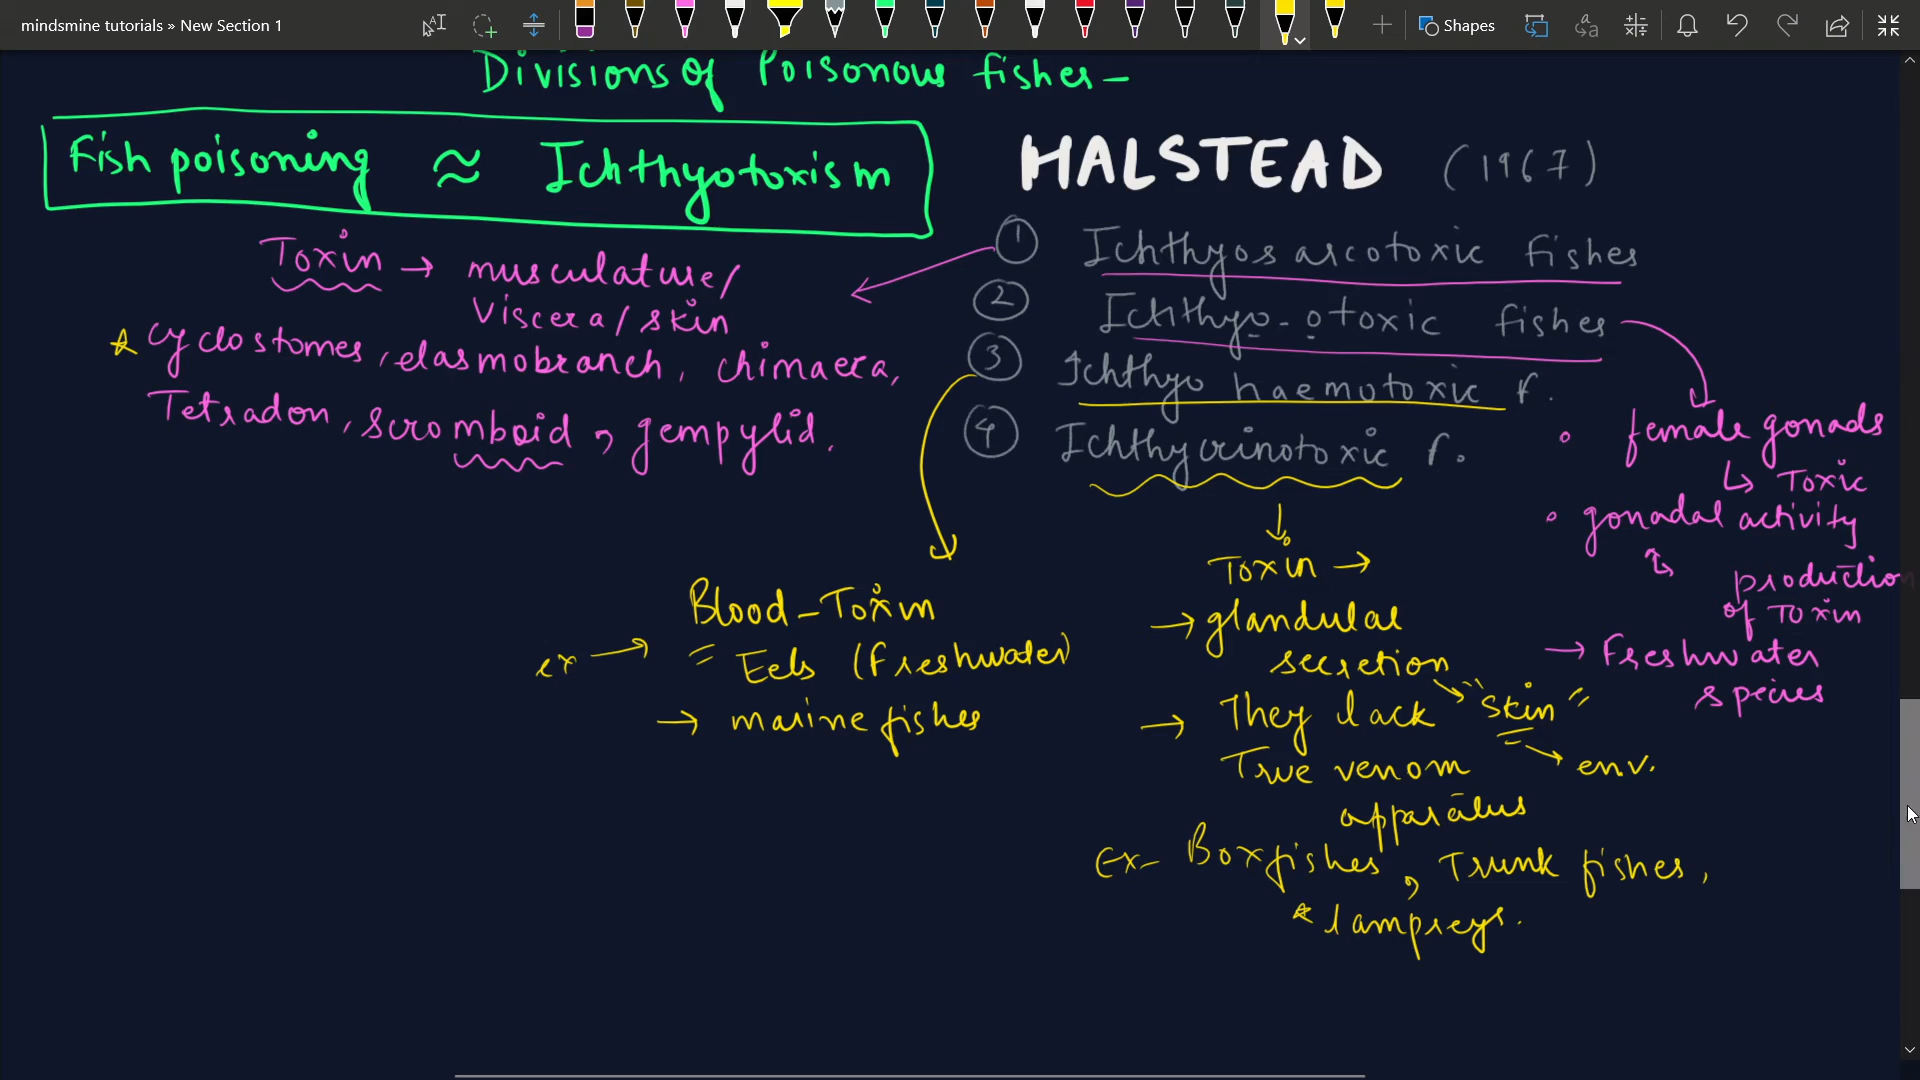 mindsmine tutorials » New Section 1
Shapes
Divisions of Poisonous fishes -
Fish poisoning ≈ Ichthyotoxism
HALSTEAD (1967)
① Ichthyosarcotoxic fishes
② Ichthyo-otoxic fishes
③ Ichthyo haemotoxic f.
④ Ichthycrinotoxic f.
Toxin → musculature/
viscera/skin
* Cyclostomes, elasmobranch, chimaera,
Tetradon, scromboid, gempylid.
• female gonads
↳ Toxic
• gonadal activity
production
of Toxin
→ Freshwater
species
Blood-Toxin
ex → = Eels (freshwater)
→ marine fishes
Toxin →
→ glandular
secretion
"skin"
→ env.
→ They lack
True venom
apparatus
Ex- Boxfishes, Trunk fishes,
* lampreys.